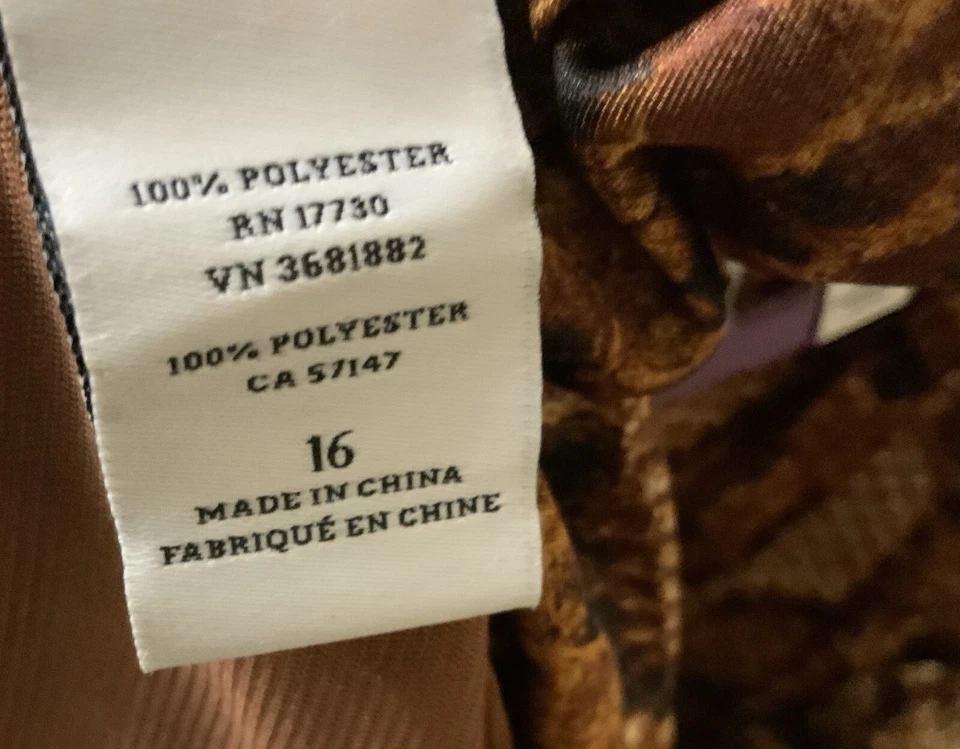 100% POLYESTER
RN 17730
VN 3681882
100% POLYESTER
CA 57147
16
MADE IN CHINA
FABRIQUÉ EN CHINE